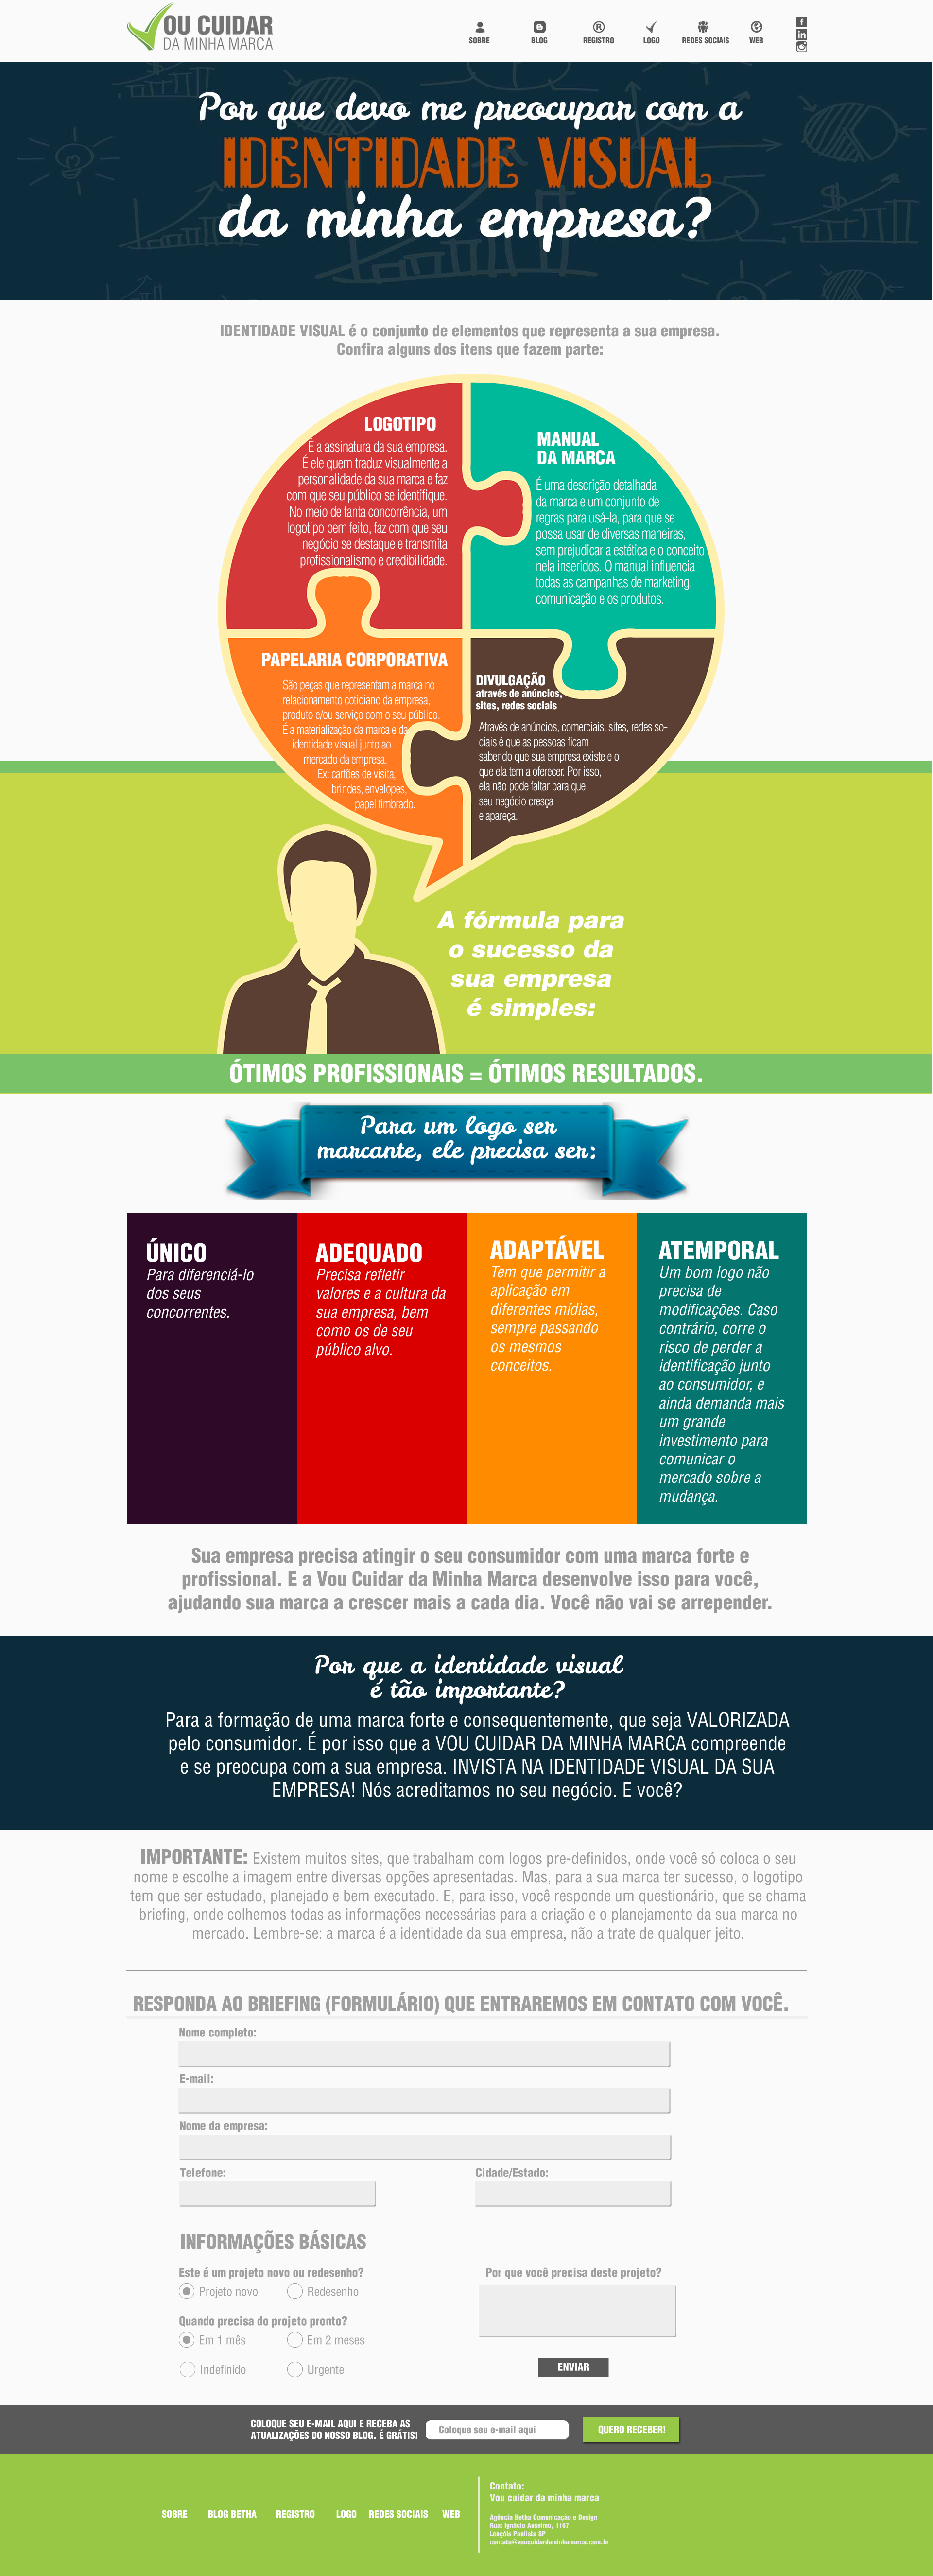 VOU CUIDAR
DA MINHA MARCA
SOBRE
BLOG
REGISTRO
LOGO
REDES SOCIAIS
WEB
Por que devo me preocupar com a
IDENTIDADE VISUAL
da minha empresa?
IDENTIDADE VISUAL é o conjunto de elementos que representa a sua empresa.
Confira alguns dos itens que fazem parte:
LOGOTIPO
É a assinatura da sua empresa.
É ele quem traduz visualmente a
personalidade da sua marca e faz
com que seu público se identifique.
No meio de tanta concorrência, um
logotipo bem feito, faz com que seu
negócio se destaque e transmita
profissionalismo e credibilidade.
MANUAL
DA MARCA
É uma descrição detalhada
da marca e um conjunto de
regras para usá-la, para que se
possa usar de diversas maneiras,
sem prejudicar a estética e o conceito
nela inseridos. O manual influencia
todas as campanhas de marketing,
comunicação e os produtos.
PAPELARIA CORPORATIVA
São peças que representam a marca no
relacionamento cotidiano da empresa,
produto e/ou serviço com o seu público.
É a materialização da marca e da
identidade visual junto ao
mercado da empresa.
Ex: cartões de visita,
brindes, envelopes,
papel timbrado.
DIVULGAÇÃO
através de anúncios,
sites, redes sociais
Através de anúncios, comerciais, sites, redes so-
ciais é que as pessoas ficam
sabendo que sua empresa existe e o
que ela tem a oferecer. Por isso,
ela não pode faltar para que
seu negócio cresça
e apareça.
A fórmula para
o sucesso da
sua empresa
é simples:
ÓTIMOS PROFISSIONAIS = ÓTIMOS RESULTADOS.
Para um logo ser
marcante, ele precisa ser:
ÚNICO
Para diferenciá-lo
dos seus
concorrentes.
ADEQUADO
Precisa refletir
valores e a cultura da
sua empresa, bem
como os de seu
público alvo.
ADAPTÁVEL
Tem que permitir a
aplicação em
diferentes mídias,
sempre passando
os mesmos
conceitos.
ATEMPORAL
Um bom logo não
precisa de
modificações. Caso
contrário, corre o
risco de perder a
identificação junto
ao consumidor, e
ainda demanda mais
um grande
investimento para
comunicar o
mercado sobre a
mudança.
Sua empresa precisa atingir o seu consumidor com uma marca forte e
profissional. E a Vou Cuidar da Minha Marca desenvolve isso para você,
ajudando sua marca a crescer mais a cada dia. Você não vai se arrepender.
Por que a identidade visual
é tão importante?
Para a formação de uma marca forte e consequentemente, que seja VALORIZADA
pelo consumidor. É por isso que a VOU CUIDAR DA MINHA MARCA compreende
e se preocupa com a sua empresa. INVISTA NA IDENTIDADE VISUAL DA SUA
EMPRESA! Nós acreditamos no seu negócio. E você?
IMPORTANTE: Existem muitos sites, que trabalham com logos pre-definidos, onde você só coloca o seu
nome e escolhe a imagem entre diversas opções apresentadas. Mas, para a sua marca ter sucesso, o logotipo
tem que ser estudado, planejado e bem executado. E, para isso, você responde um questionário, que se chama
briefing, onde colhemos todas as informações necessárias para a criação e o planejamento da sua marca no
mercado. Lembre-se: a marca é a identidade da sua empresa, não a trate de qualquer jeito.
RESPONDA AO BRIEFING (FORMULÁRIO) QUE ENTRAREMOS EM CONTATO COM VOCÊ.
Nome completo:
E-mail:
Nome da empresa:
Telefone:
Cidade/Estado:
INFORMAÇÕES BÁSICAS
Este é um projeto novo ou redesenho?
Projeto novo
Redesenho
Quando precisa do projeto pronto?
Em 1 mês
Em 2 meses
Indefinido
Urgente
Por que você precisa deste projeto?
ENVIAR
COLOQUE SEU E-MAIL AQUI E RECEBA AS
ATUALIZAÇÕES DO NOSSO BLOG. É GRÁTIS!
Coloque seu e-mail aqui
QUERO RECEBER!
SOBRE
BLOG BETHA
REGISTRO
LOGO
REDES SOCIAIS
WEB
Contato:
Vou cuidar da minha marca
Agência Betha Comunicação e Design
Rua: Ignácio Anselmo, 1167
Lençóis Paulista SP
contato@voucuidardaminhamarca.com.br